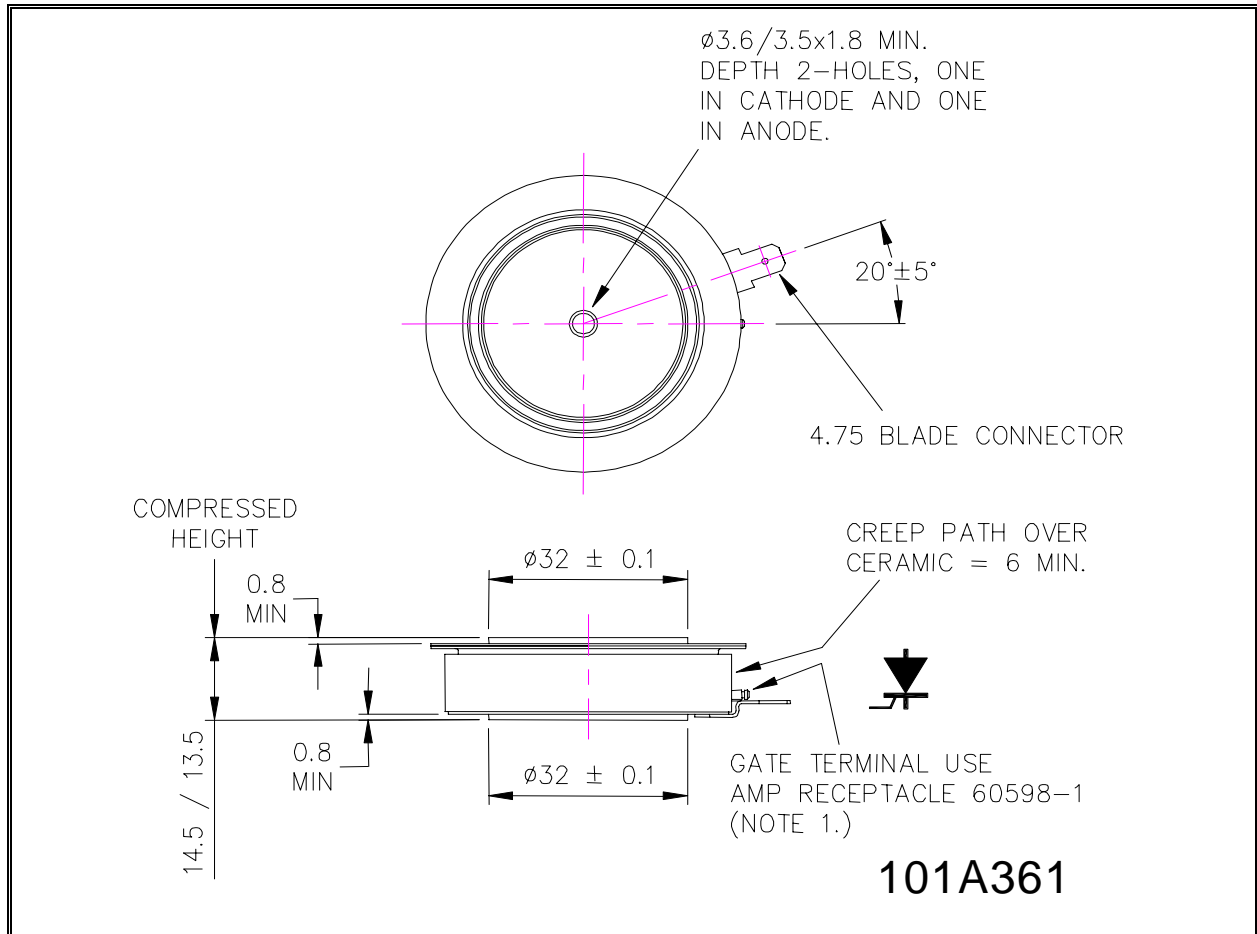 ø3.6/3.5x1.8 MIN.
DEPTH 2-HOLES, ONE
IN CATHODE AND ONE
IN ANODE.
20°±5°
4.75 BLADE CONNECTOR
COMPRESSED
HEIGHT
0.8
MIN
ø32 ± 0.1
CREEP PATH OVER
CERAMIC = 6 MIN.
14.5 / 13.5
0.8
MIN
ø32 ± 0.1
GATE TERMINAL USE
AMP RECEPTACLE 60598-1
(NOTE 1.)
101A361